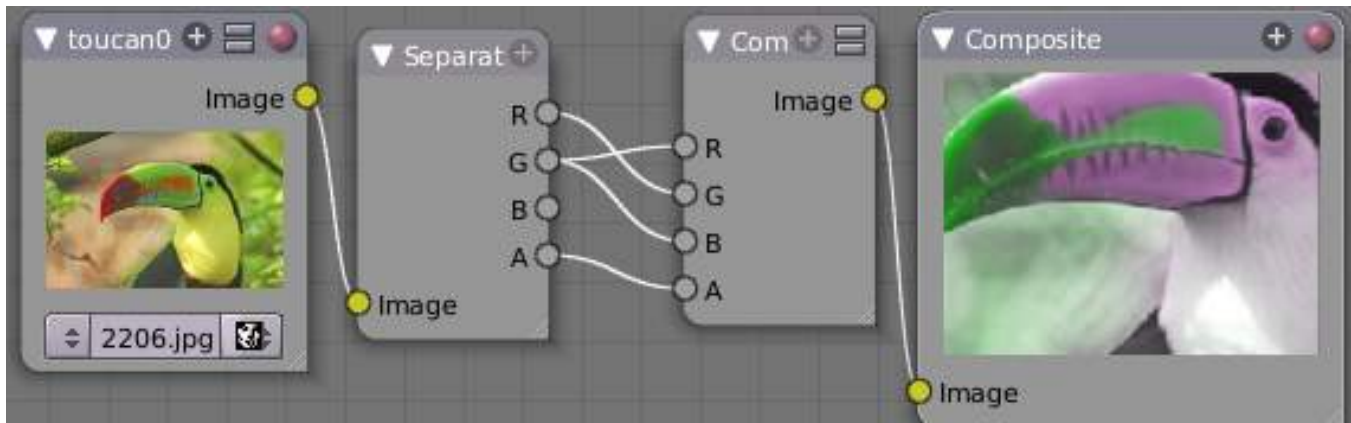 toucan0
Image
2206.jpg
Separat
R
G
B
A
Image
Com
Image
R
G
B
A
Composite
Image